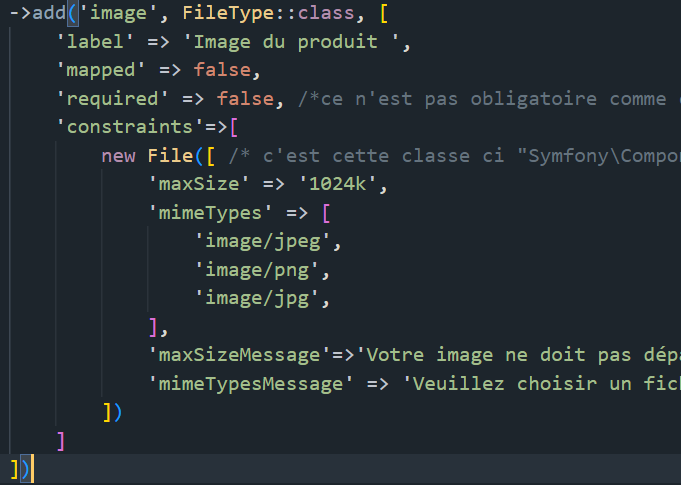 ->add('image', FileType::class, [
'label' => 'Image du produit ',
'mapped' => false,
'required' => false, /*ce n'est pas obligatoire comme
'constraints'=>[
new File([ /* c'est cette classe ci "Symfony\Compo
'maxSize' => '1024k',
'mimeTypes' => [
'image/jpeg',
'image/png',
'image/jpg',
],
'maxSizeMessage'=>'Votre image ne doit pas dépa
'mimeTypesMessage' => 'Veuillez choisir un fich
])
]
])